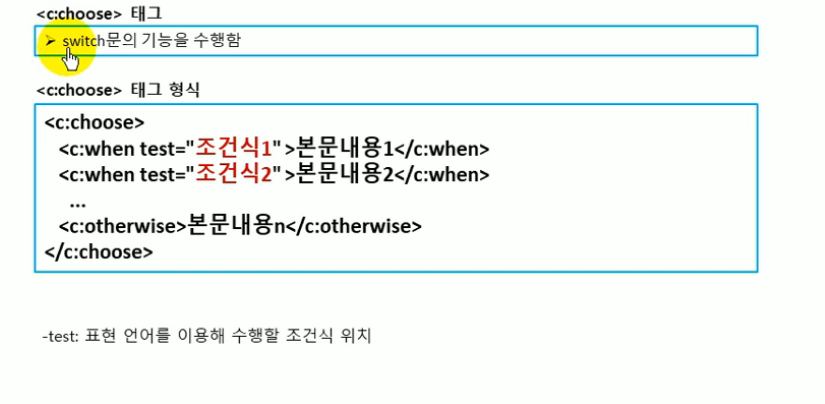 <c:choose> 태그
➢ switch문의 기능을 수행함
<c:choose> 태그 형식
<c:choose>
<c:when test="조건식1" >본문내용1</c:when>
<c:when test="조건식2" >본문내용2</c:when>
...
<c:otherwise>본문내용n</c:otherwise>
</c:choose>
-test: 표현 언어를 이용해 수행할 조건식 위치